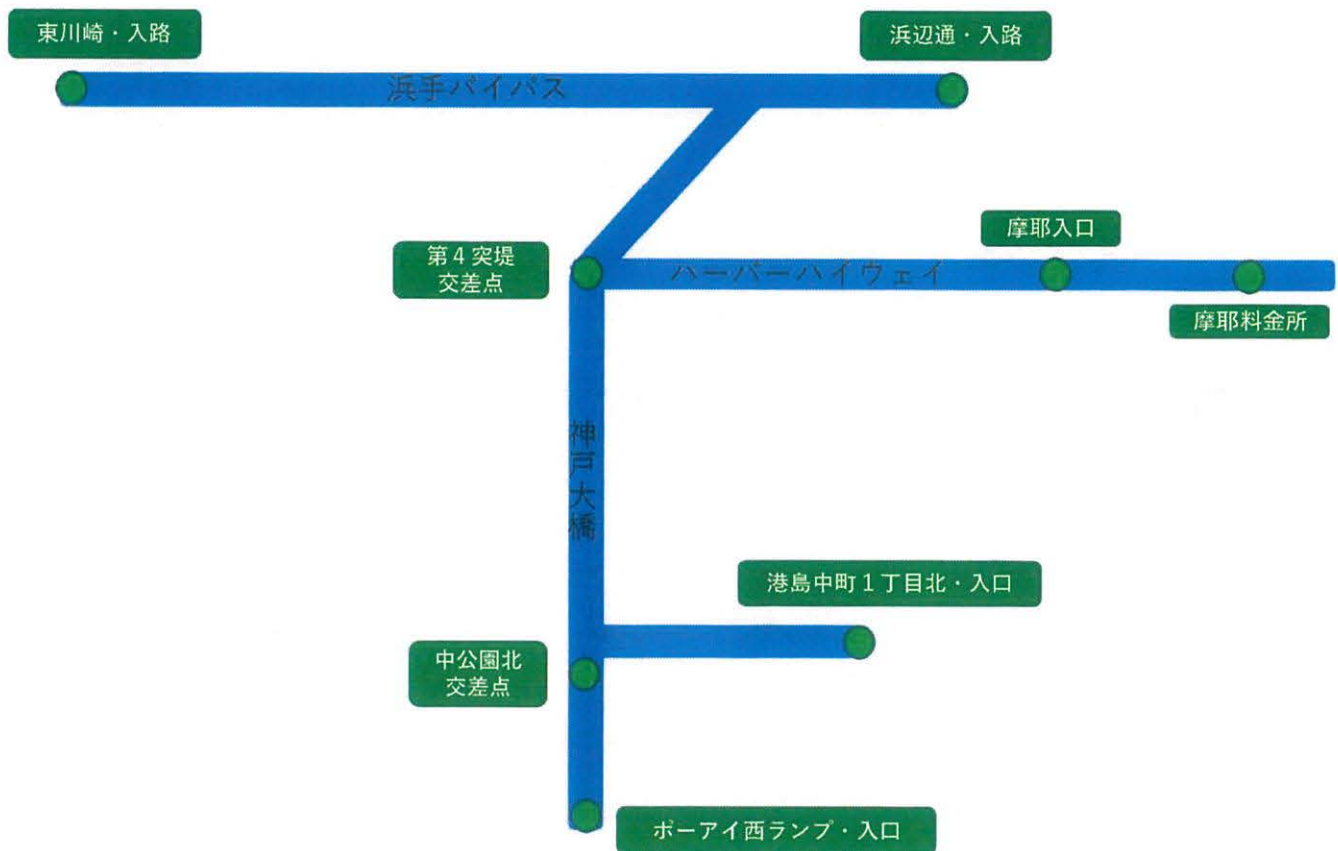 東川崎・入路
浜辺通・入路
浜手バイパス
摩耶入口
第４突堤
交差点
ハーバーハイウェイ
摩耶料金所
神戸大橋
港島中町１丁目北・入口
中公園北
交差点
ポーアイ西ランプ・入口